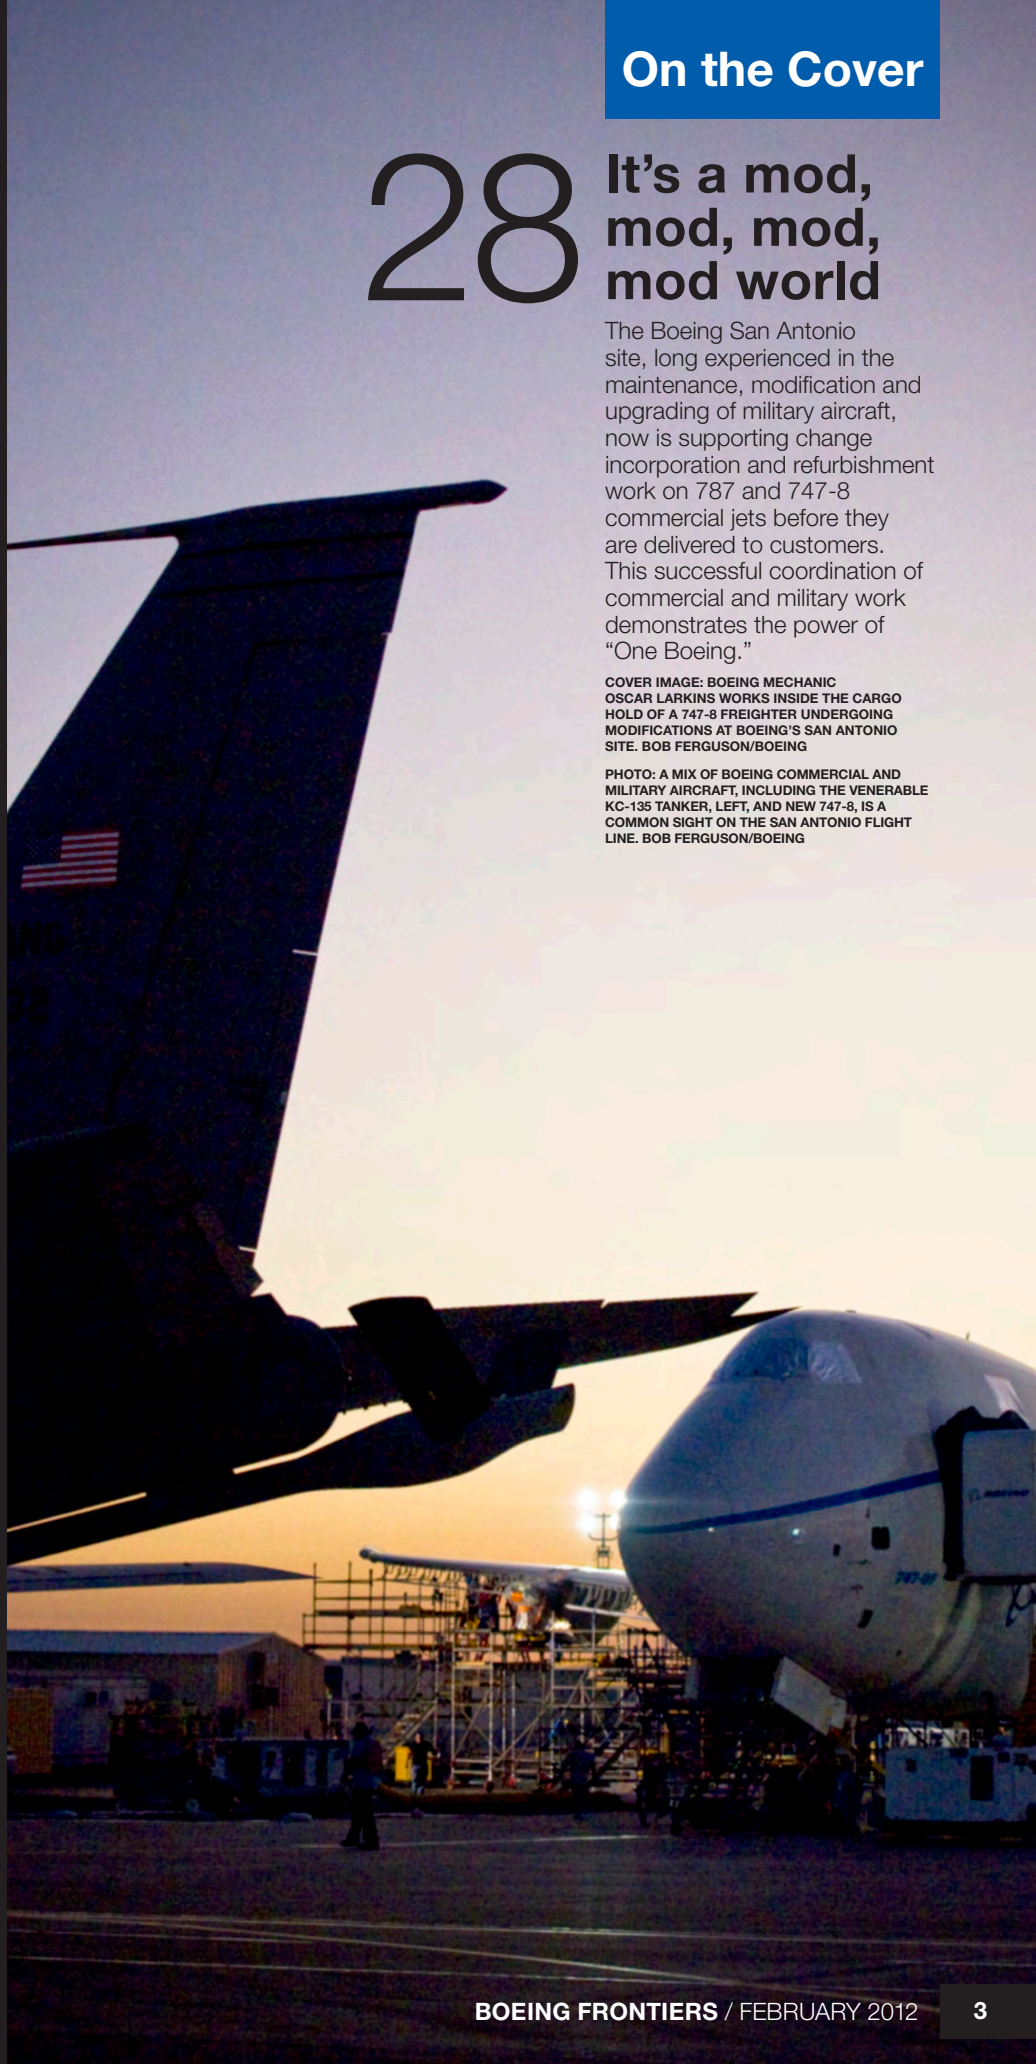 On the Cover
28
It’s a mod,
mod, mod,
mod world
The Boeing San Antonio
site, long experienced in the
maintenance, modification and
upgrading of military aircraft,
now is supporting change
incorporation and refurbishment
work on 787 and 747-8
commercial jets before they
are delivered to customers.
This successful coordination of
commercial and military work
demonstrates the power of
“One Boeing.”
COVER IMAGE: BOEING MECHANIC
OSCAR LARKINS WORKS INSIDE THE CARGO
HOLD OF A 747-8 FREIGHTER UNDERGOING
MODIFICATIONS AT BOEING’S SAN ANTONIO
SITE. BOB FERGUSON/BOEING
PHOTO: A MIX OF BOEING COMMERCIAL AND
MILITARY AIRCRAFT, INCLUDING THE VENERABLE
KC-135 TANKER, LEFT, AND NEW 747-8, IS A
COMMON SIGHT ON THE SAN ANTONIO FLIGHT
LINE. BOB FERGUSON/BOEING
BOEING
747-8F
BOEING FRONTIERS / FEBRUARY 2012
3